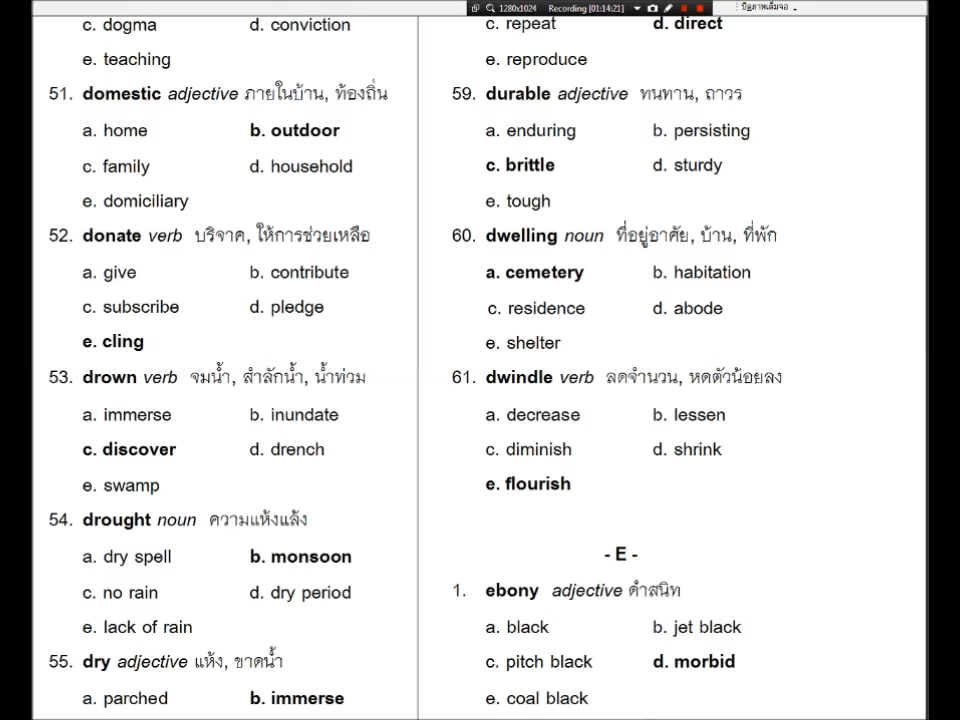 1280x1024 Recording [01:14:21]
c. dogma d. conviction
e. teaching
51. domestic adjective ภายในบ้าน, ท้องถิ่น
a. home b. outdoor
c. family d. household
e. domiciliary
52. donate verb บริจาค, ให้การช่วยเหลือ
a. give b. contribute
c. subscribe d. pledge
e. cling
53. drown verb จมน้ำ, สำลักน้ำ, น้ำท่วม
a. immerse b. inundate
c. discover d. drench
e. swamp
54. drought noun ความแห้งแล้ง
a. dry spell b. monsoon
c. no rain d. dry period
e. lack of rain
55. dry adjective แห้ง, ขาดน้ำ
a. parched b. immerse
c. repeat d. direct
e. reproduce
59. durable adjective ทนทาน, ถาวร
a. enduring b. persisting
c. brittle d. sturdy
e. tough
60. dwelling noun ที่อยู่อาศัย, บ้าน, ที่พัก
a. cemetery b. habitation
c. residence d. abode
e. shelter
61. dwindle verb ลดจำนวน, หดตัวน้อยลง
a. decrease b. lessen
c. diminish d. shrink
e. flourish
- E -
1. ebony adjective ดำสนิท
a. black b. jet black
c. pitch black d. morbid
e. coal black